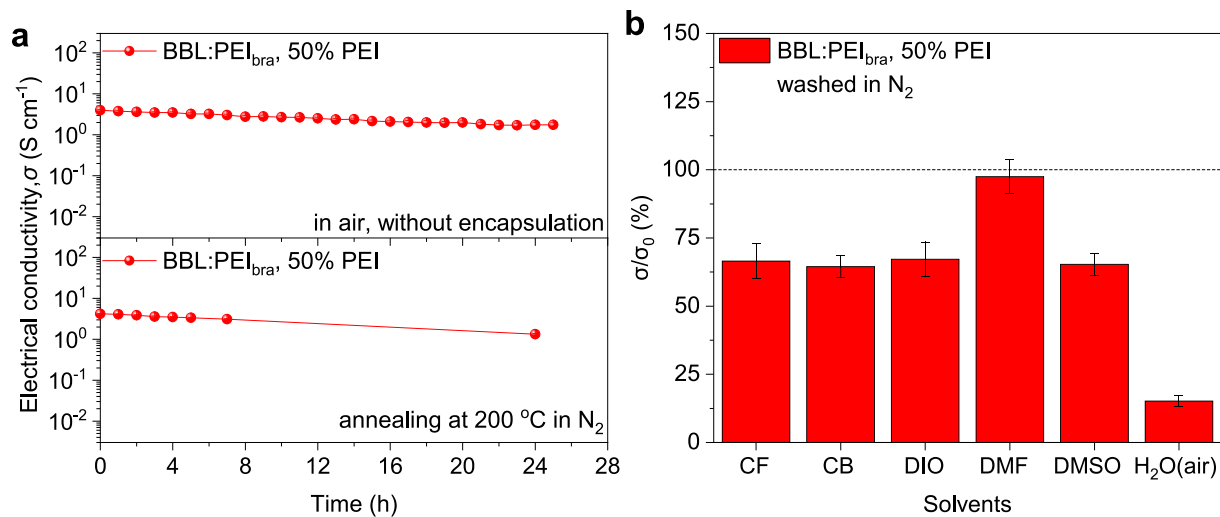 a
Electrical conductivity,σ (S cm⁻¹)
10²
10¹
10⁰
10⁻¹
10⁻²
BBL:PEI_bra, 50% PEI
in air, without encapsulation
10²
10¹
10⁰
10⁻¹
10⁻²
BBL:PEI_bra, 50% PEI
annealing at 200 °C in N₂
0 4 8 12 16 20 24 28
Time (h)
b
σ/σ₀ (%)
150
125
100
75
50
25
0
BBL:PEI_bra, 50% PEI
washed in N₂
CF CB DIO DMF DMSO H₂O(air)
Solvents